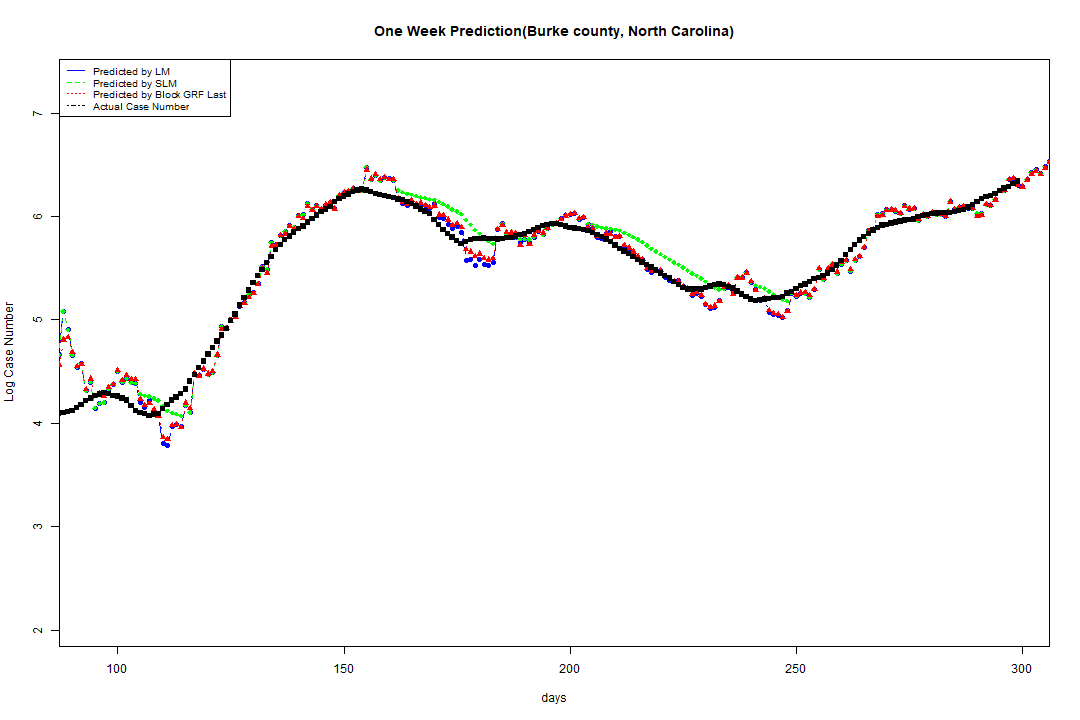 One Week Prediction(Burke county, North Carolina)
Predicted by LM
Predicted by SLM
Predicted by Block GRF Last
Actual Case Number
7
6
5
4
3
2
Log Case Number
100 150 200 250 300
days